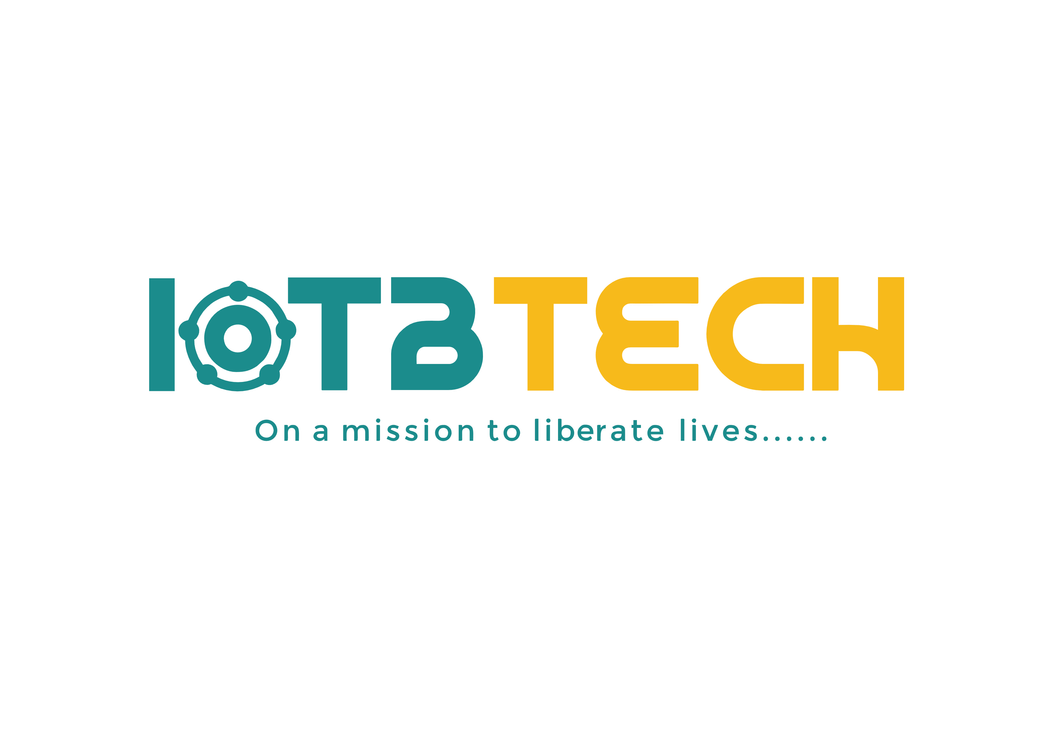 IOTBTECH
On a mission to liberate lives......